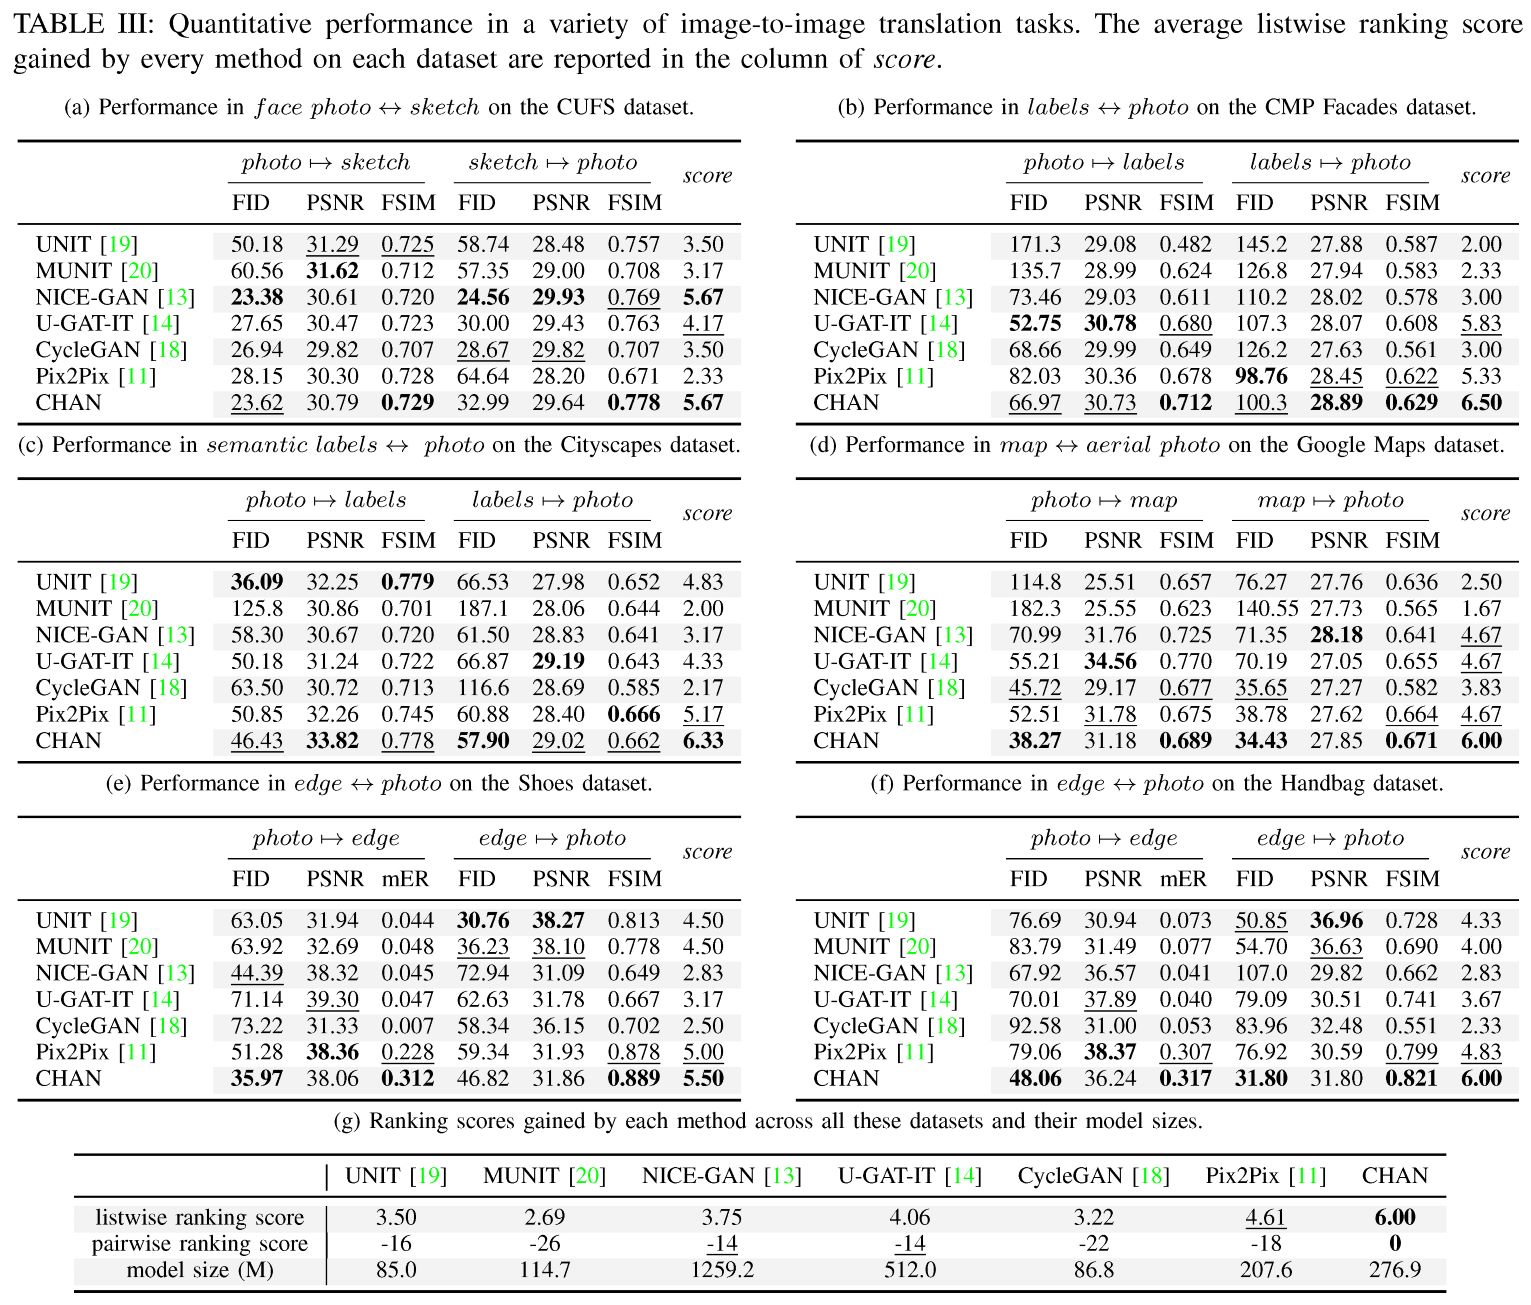 TABLE III: Quantitative performance in a variety of image-to-image translation tasks. The average listwise ranking score
gained by every method on each dataset are reported in the column of score.
(a) Performance in face photo ↔ sketch on the CUFS dataset.
photo ↦ sketch sketch ↦ photo score
FID PSNR FSIM FID PSNR FSIM
UNIT [19] 50.18 31.29 0.725 58.74 28.48 0.757 3.50
MUNIT [20] 60.56 31.62 0.712 57.35 29.00 0.708 3.17
NICE-GAN [13] 23.38 30.61 0.720 24.56 29.93 0.769 5.67
U-GAT-IT [14] 27.65 30.47 0.723 30.00 29.43 0.763 4.17
CycleGAN [18] 26.94 29.82 0.707 28.67 29.82 0.707 3.50
Pix2Pix [11] 28.15 30.30 0.728 64.64 28.20 0.671 2.33
CHAN 23.62 30.79 0.729 32.99 29.64 0.778 5.67
(b) Performance in labels ↔ photo on the CMP Facades dataset.
photo ↦ labels labels ↦ photo score
FID PSNR FSIM FID PSNR FSIM
UNIT [19] 171.3 29.08 0.482 145.2 27.88 0.587 2.00
MUNIT [20] 135.7 28.99 0.624 126.8 27.94 0.583 2.33
NICE-GAN [13] 73.46 29.03 0.611 110.2 28.02 0.578 3.00
U-GAT-IT [14] 52.75 30.78 0.680 107.3 28.07 0.608 5.83
CycleGAN [18] 68.66 29.99 0.649 126.2 27.63 0.561 3.00
Pix2Pix [11] 82.03 30.36 0.678 98.76 28.45 0.622 5.33
CHAN 66.97 30.73 0.712 100.3 28.89 0.629 6.50
(c) Performance in semantic labels ↔ photo on the Cityscapes dataset.
photo ↦ labels labels ↦ photo score
FID PSNR FSIM FID PSNR FSIM
UNIT [19] 36.09 32.25 0.779 66.53 27.98 0.652 4.83
MUNIT [20] 125.8 30.86 0.701 187.1 28.06 0.644 2.00
NICE-GAN [13] 58.30 30.67 0.720 61.50 28.83 0.641 3.17
U-GAT-IT [14] 50.18 31.24 0.722 66.87 29.19 0.643 4.33
CycleGAN [18] 63.50 30.72 0.713 116.6 28.69 0.585 2.17
Pix2Pix [11] 50.85 32.26 0.745 60.88 28.40 0.666 5.17
CHAN 46.43 33.82 0.778 57.90 29.02 0.662 6.33
(d) Performance in map ↔ aerial photo on the Google Maps dataset.
photo ↦ map map ↦ photo score
FID PSNR FSIM FID PSNR FSIM
UNIT [19] 114.8 25.51 0.657 76.27 27.76 0.636 2.50
MUNIT [20] 182.3 25.55 0.623 140.55 27.73 0.565 1.67
NICE-GAN [13] 70.99 31.76 0.725 71.35 28.18 0.641 4.67
U-GAT-IT [14] 55.21 34.56 0.770 70.19 27.05 0.655 4.67
CycleGAN [18] 45.72 29.17 0.677 35.65 27.27 0.582 3.83
Pix2Pix [11] 52.51 31.78 0.675 38.78 27.62 0.664 4.67
CHAN 38.27 31.18 0.689 34.43 27.85 0.671 6.00
(e) Performance in edge ↔ photo on the Shoes dataset.
photo ↦ edge edge ↦ photo score
FID PSNR mER FID PSNR FSIM
UNIT [19] 63.05 31.94 0.044 30.76 38.27 0.813 4.50
MUNIT [20] 63.92 32.69 0.048 36.23 38.10 0.778 4.50
NICE-GAN [13] 44.39 38.32 0.045 72.94 31.09 0.649 2.83
U-GAT-IT [14] 71.14 39.30 0.047 62.63 31.78 0.667 3.17
CycleGAN [18] 73.22 31.33 0.007 58.34 36.15 0.702 2.50
Pix2Pix [11] 51.28 38.36 0.228 59.34 31.93 0.878 5.00
CHAN 35.97 38.06 0.312 46.82 31.86 0.889 5.50
(f) Performance in edge ↔ photo on the Handbag dataset.
photo ↦ edge edge ↦ photo score
FID PSNR mER FID PSNR FSIM
UNIT [19] 76.69 30.94 0.073 50.85 36.96 0.728 4.33
MUNIT [20] 83.79 31.49 0.077 54.70 36.63 0.690 4.00
NICE-GAN [13] 67.92 36.57 0.041 107.0 29.82 0.662 2.83
U-GAT-IT [14] 70.01 37.89 0.040 79.09 30.51 0.741 3.67
CycleGAN [18] 92.58 31.00 0.053 83.96 32.48 0.551 2.33
Pix2Pix [11] 79.06 38.37 0.307 76.92 30.59 0.799 4.83
CHAN 48.06 36.24 0.317 31.80 31.80 0.821 6.00
(g) Ranking scores gained by each method across all these datasets and their model sizes.
UNIT [19] MUNIT [20] NICE-GAN [13] U-GAT-IT [14] CycleGAN [18] Pix2Pix [11] CHAN
listwise ranking score 3.50 2.69 3.75 4.06 3.22 4.61 6.00
pairwise ranking score -16 -26 -14 -14 -22 -18 0
model size (M) 85.0 114.7 1259.2 512.0 86.8 207.6 276.9